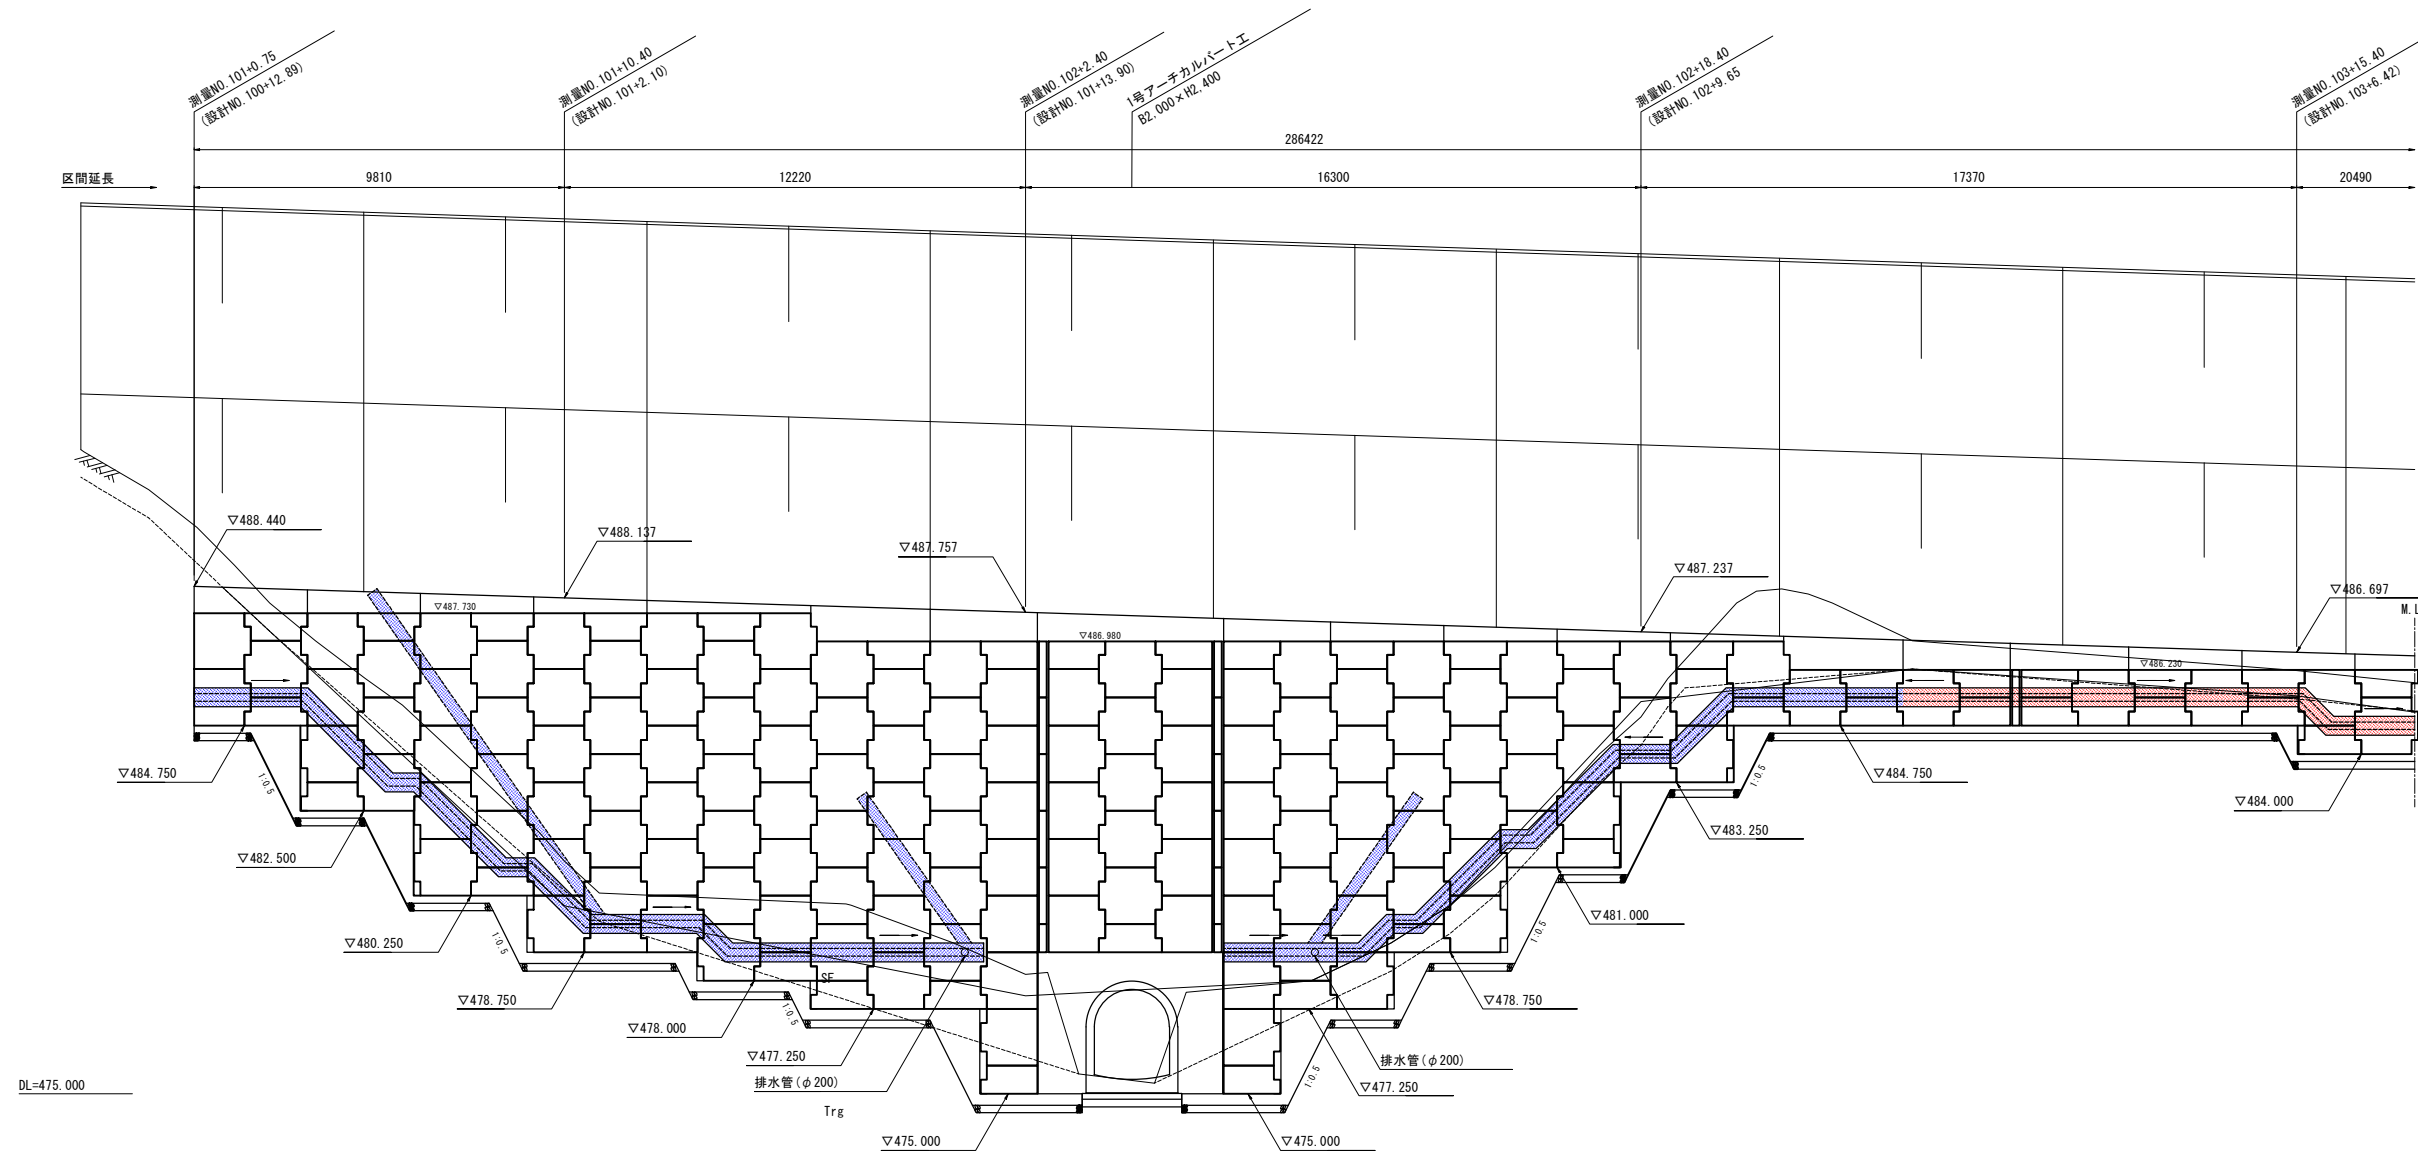 測量NO.101+0.75
(設計NO.100+12.89)
測量NO.101+10.40
(設計NO.101+2.10)
測量NO.102+2.40
(設計NO.101+13.90)
1号アーチカルバート工
B2,000×H2,400
測量NO.102+18.40
(設計NO.102+9.65
測量NO.103+15.40
(設計NO.103+6.42)
286422
区間延長
9810
12220
16300
17370
20490
▽488.440
▽488.137
▽487.757
▽487.237
▽486.697
M.L
▽487.730
▽486.980
▽486.230
▽484.750
1:0.5
▽482.500
▽480.250
1:0.5
▽478.750
▽478.000
1:0.5
▽477.250
排水管(φ200)
SF
Trg
▽475.000
▽475.000
1:0.5
▽477.250
排水管(φ200)
▽478.750
1:0.5
▽481.000
▽483.250
1:0.5
▽484.750
▽484.000
DL=475.000